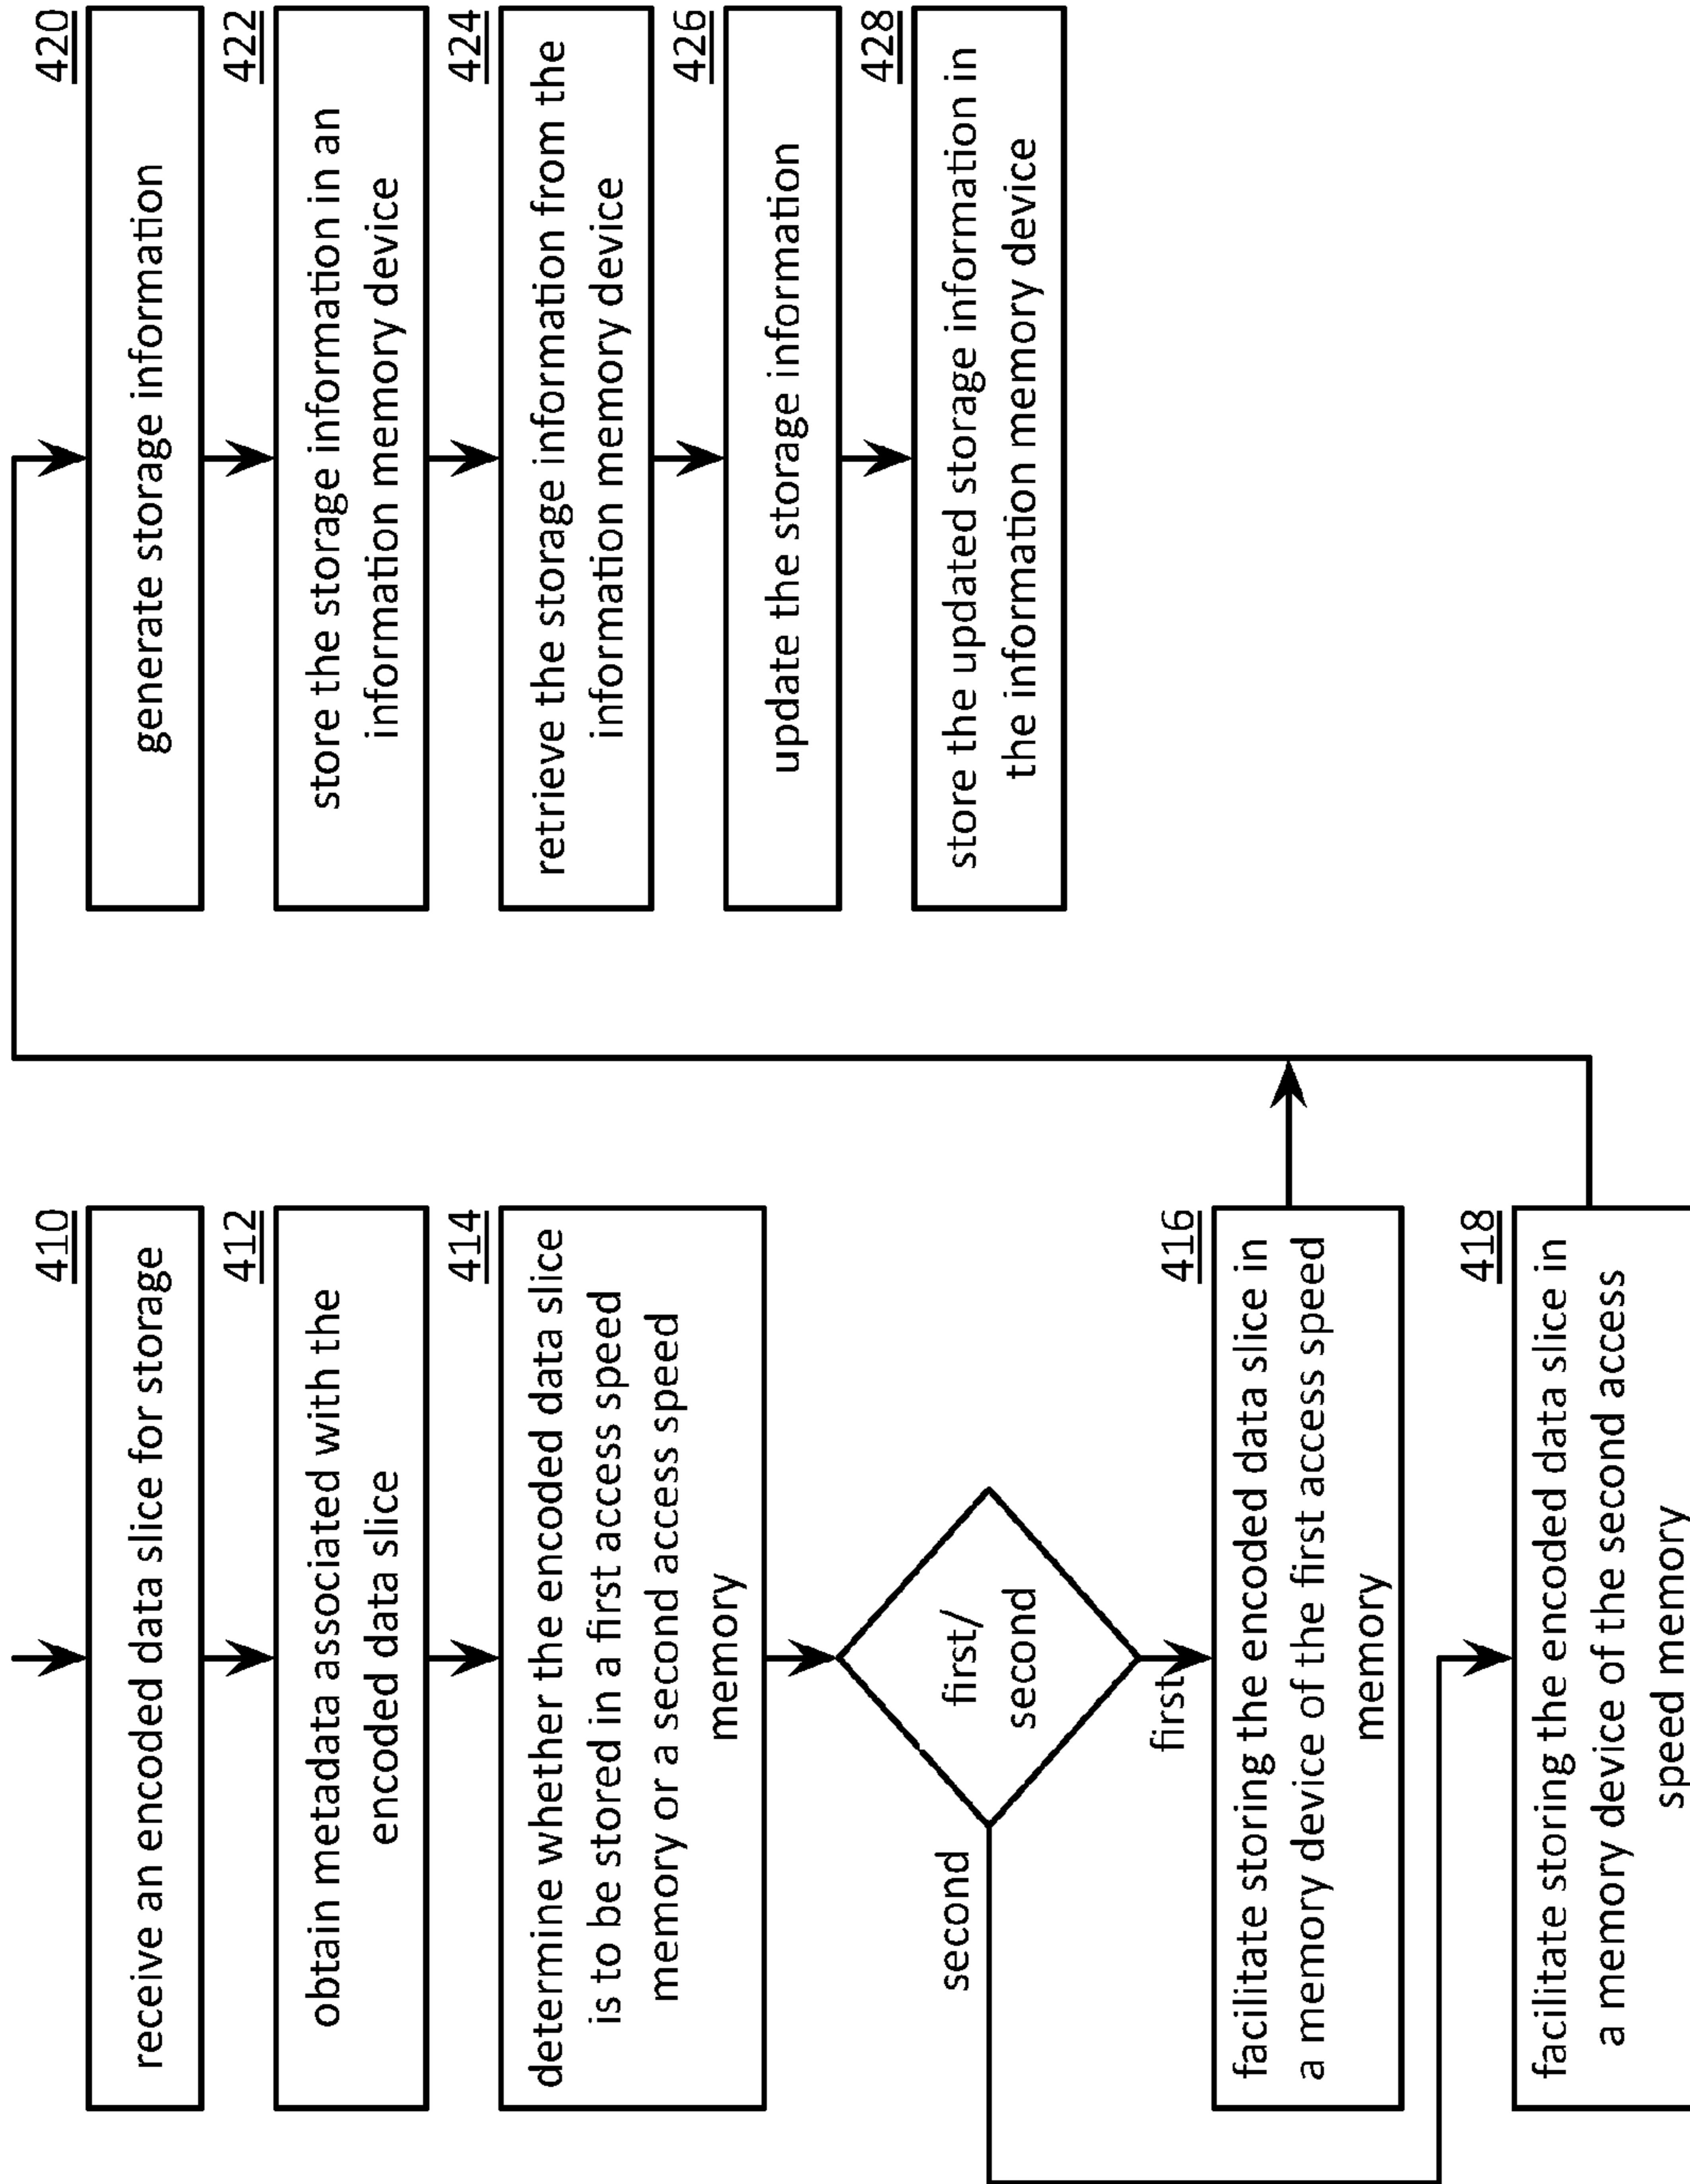 410
receive an encoded data slice for storage
412
obtain metadata associated with the
encoded data slice
414
determine whether the encoded data slice
is to be stored in a first access speed
memory or a second access speed
memory
first/
second
second
first
416
facilitate storing the encoded data slice in
a memory device of the first access speed
memory
418
facilitate storing the encoded data slice in
a memory device of the second access
speed memory
420
generate storage information
422
store the storage information in an
information memory device
424
retrieve the storage information from the
information memory device
426
update the storage information
428
store the updated storage information in
the information memory device